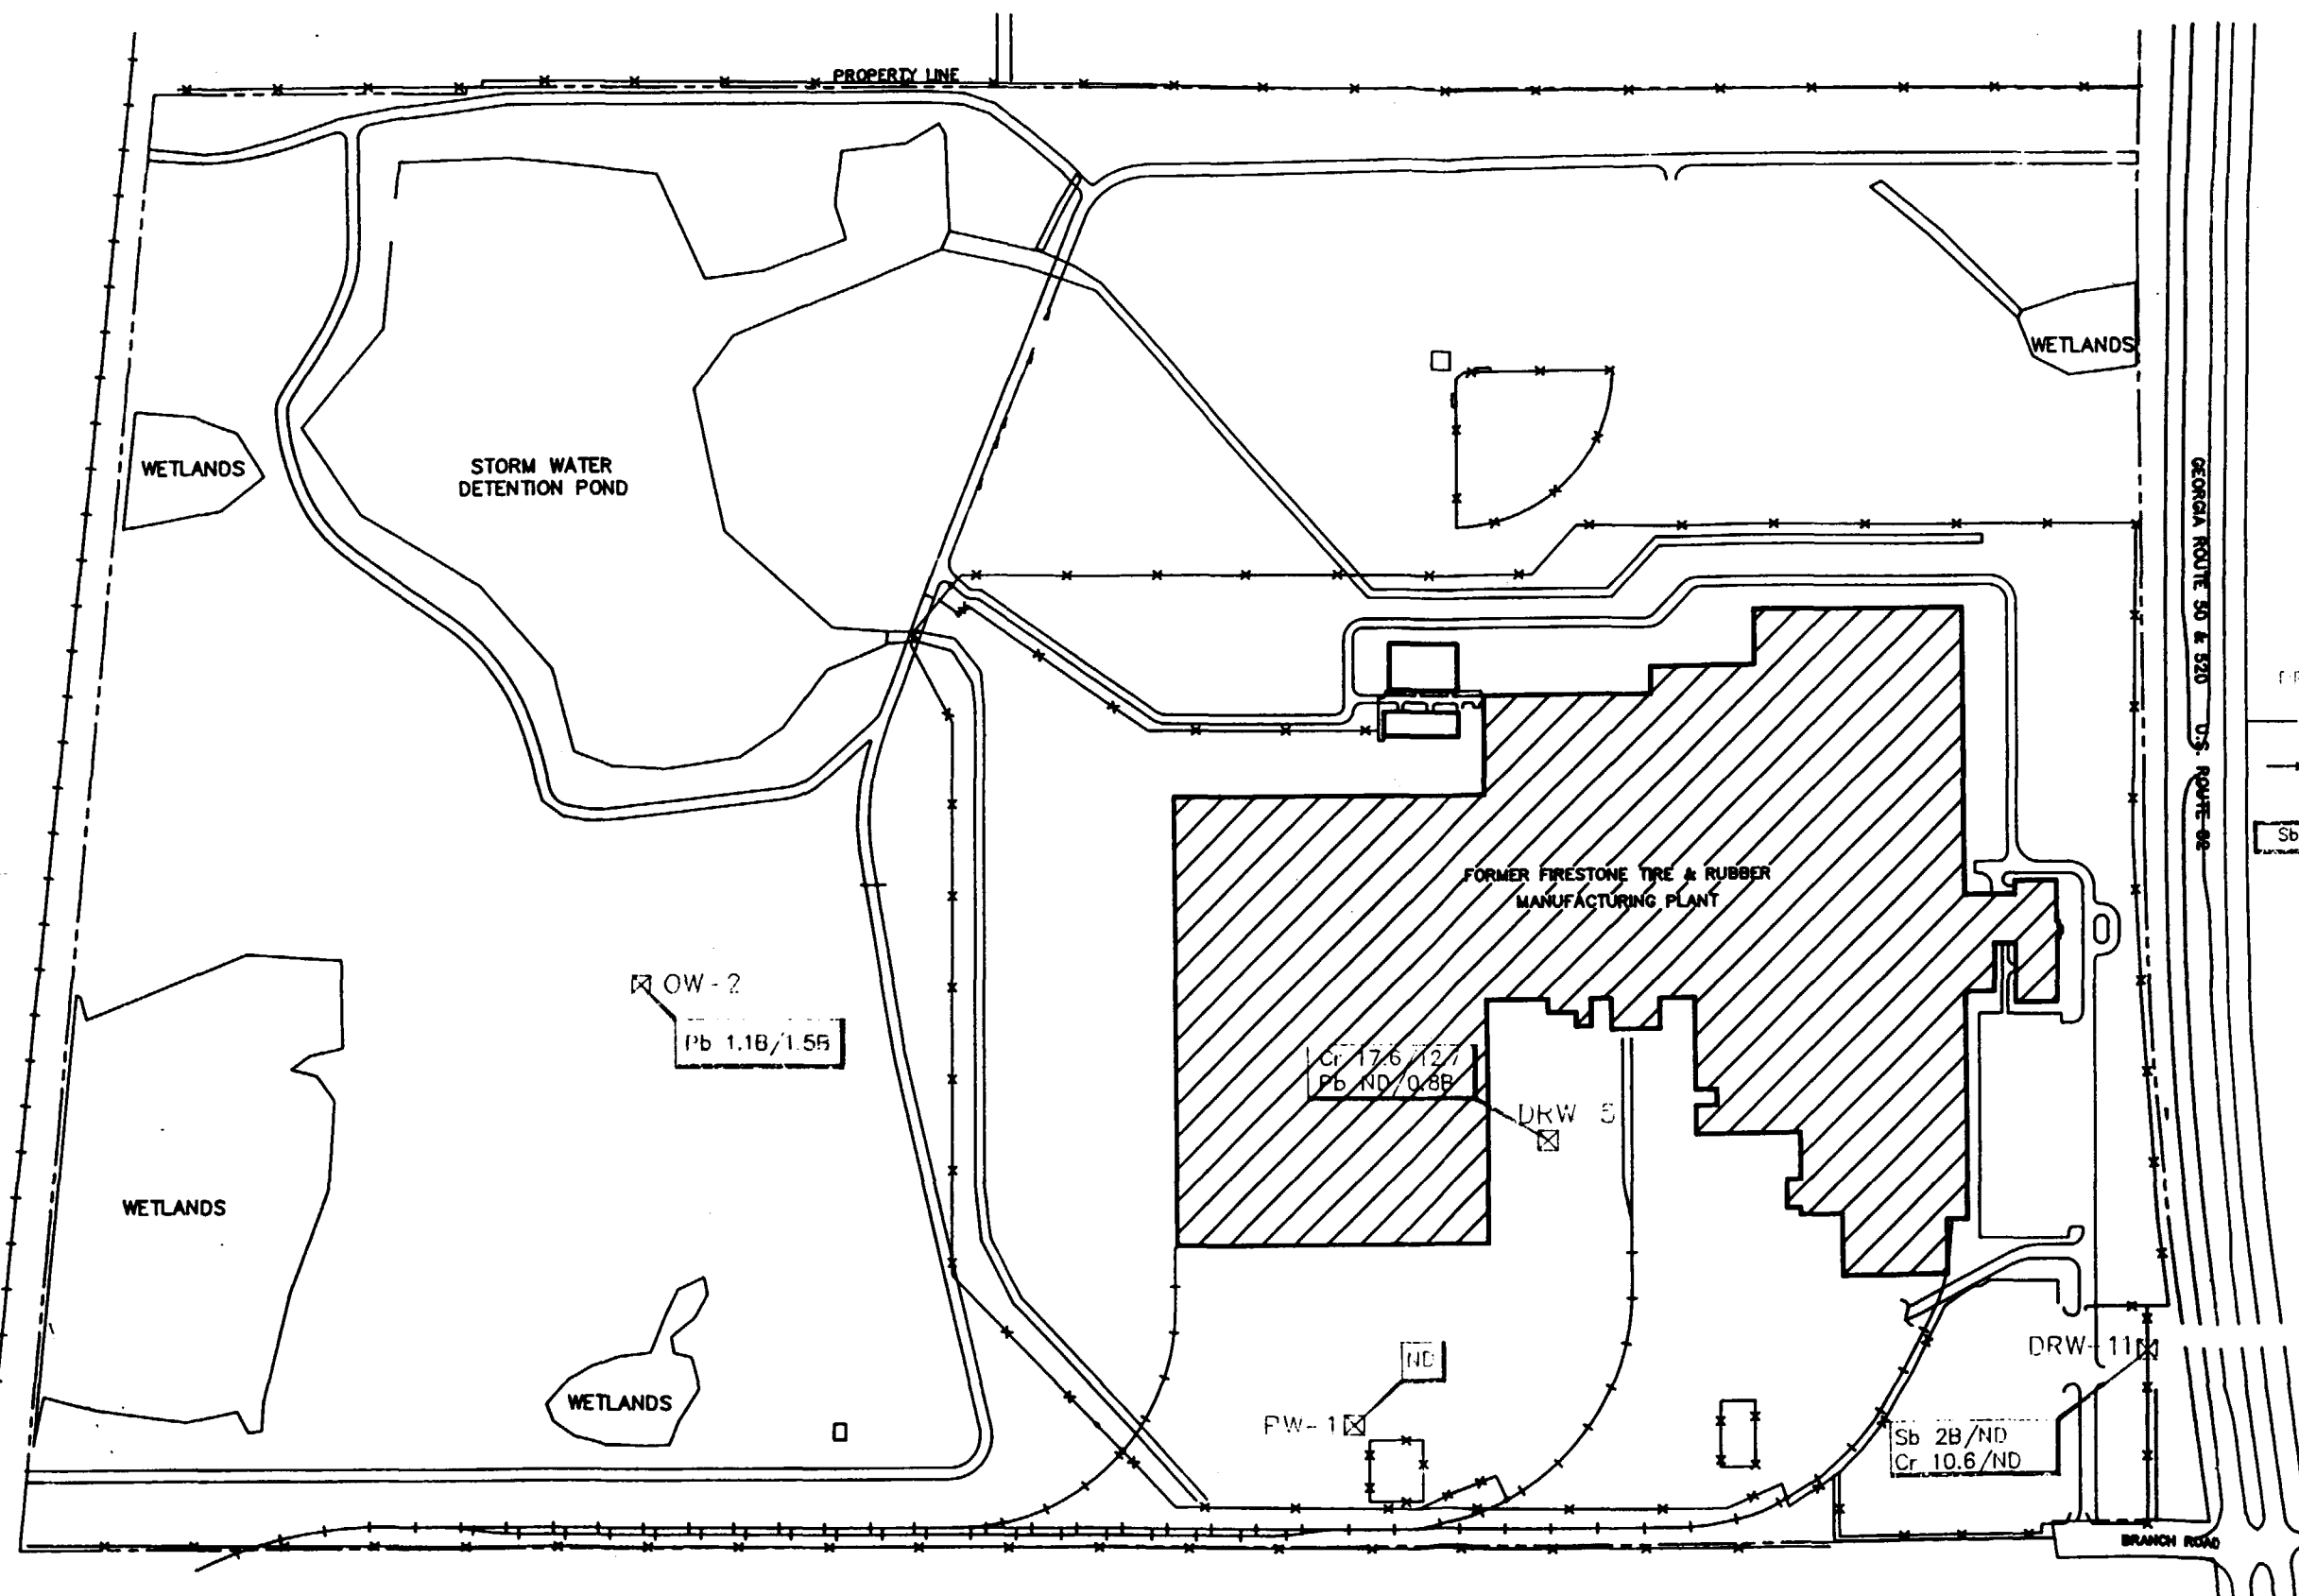 PROPERTY LINE
WETLANDS
WETLANDS
STORM WATER
DETENTION POND
GEORGIA ROUTE 50 & 520 U.S. ROUTE 82
Sb
FORMER FIRESTONE TIRE & RUBBER
MANUFACTURING PLANT
OW-2
Pb 1.1B/1.5B
Cr 17.6/12.7
Pb ND/0.8B
DRW 5
WETLANDS
ND
DRW-11
WETLANDS
PW-1
Sb 2B/ND
Cr 10.6/ND
BRANCH ROAD